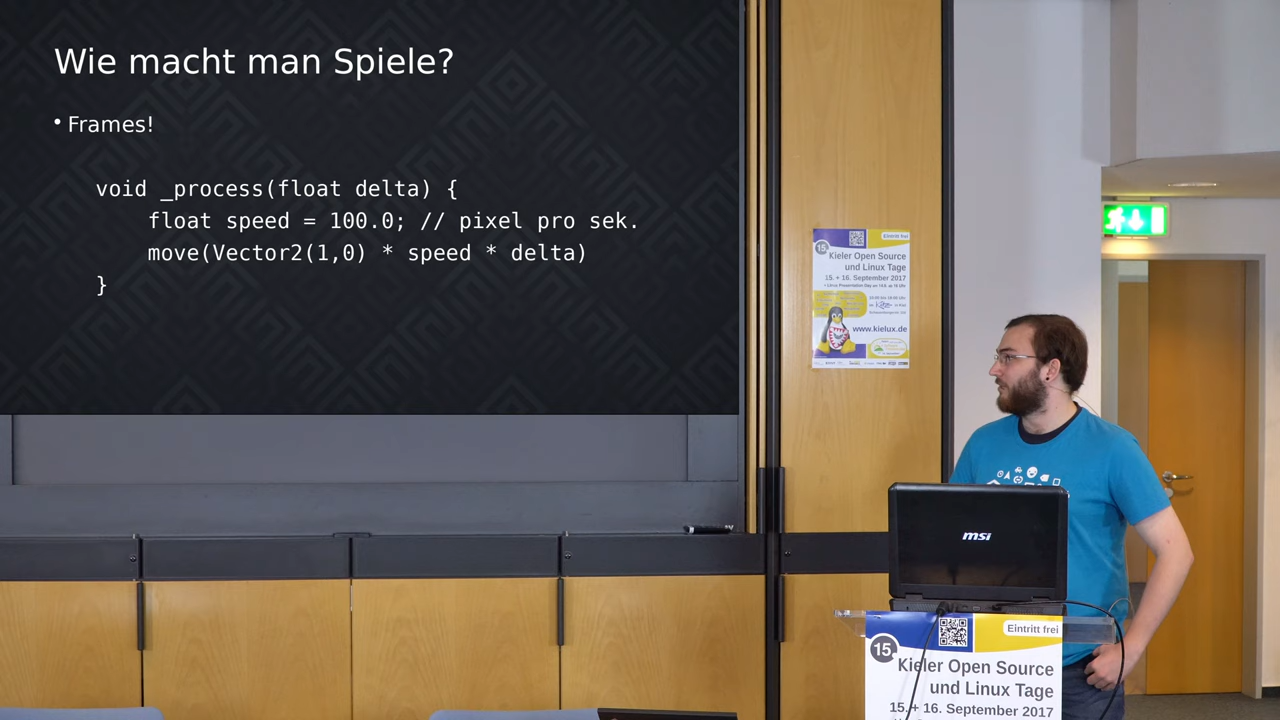 Wie macht man Spiele?
• Frames!
void _process(float delta) {
    float speed = 100.0; // pixel pro sek.
    move(Vector2(1,0) * speed * delta)
}
Eintritt frei
15.
Kieler Open Source
und Linux Tage
15. + 16. September 2017
www.kielux.de
msi
Eintritt frei
15.
Kieler Open Source
und Linux Tage
15. + 16. September 2017